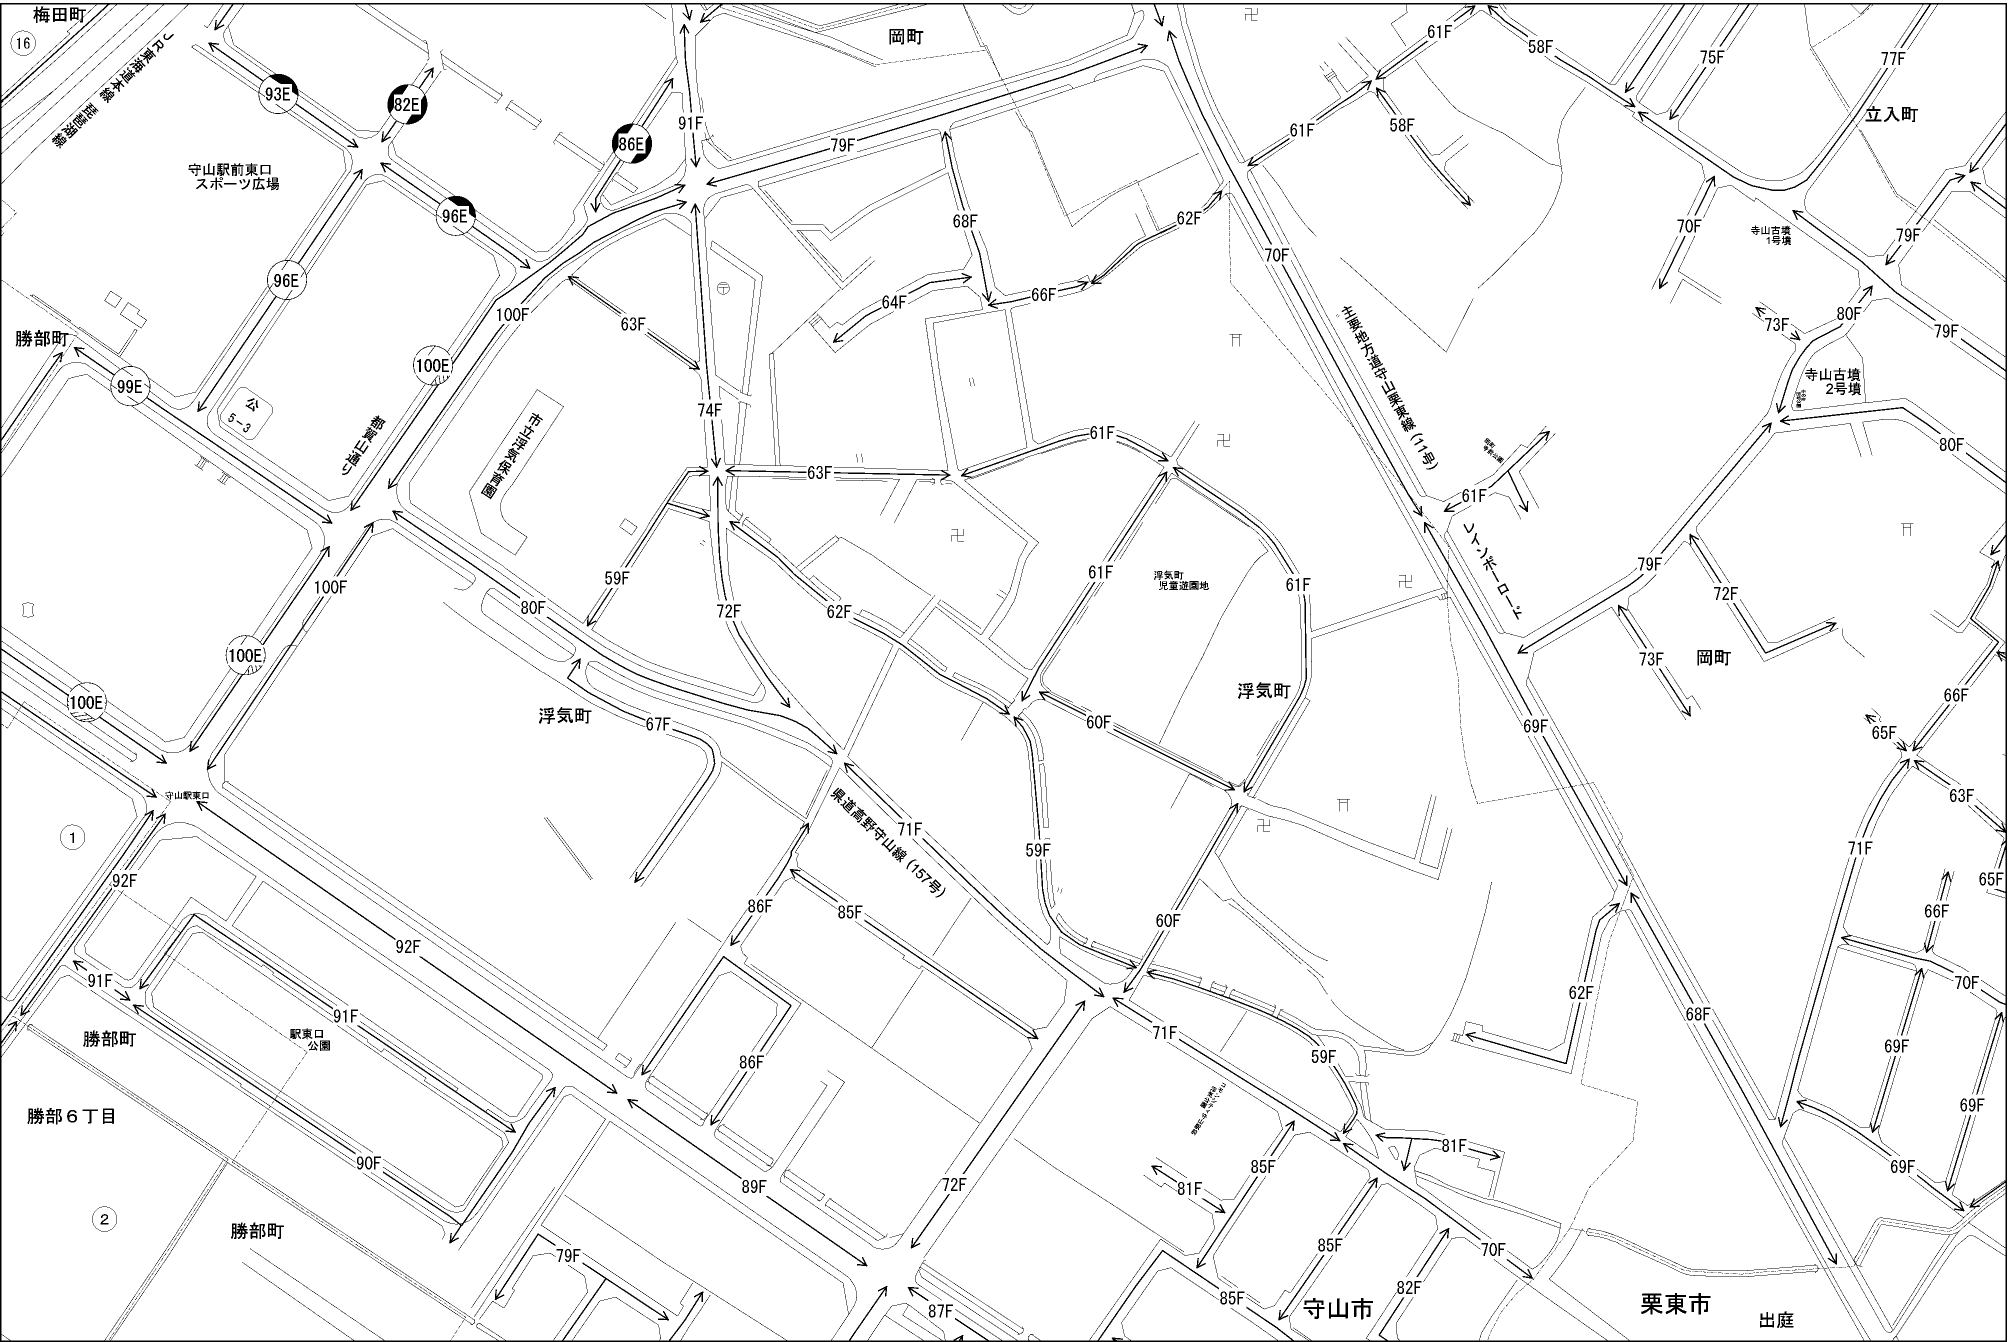 梅田町
16
岡町
61F
58F
75F
77F
ＪＲ東海道本線 琵琶湖線
93E
82E
86E
91F
79F
61F
58F
立入町
守山駅前東口
スポーツ広場
96E
68F
62F
70F
70F
寺山古墳
1号墳
79F
96E
64F
66F
100F
63F
主要地方道守山栗東線(11号)
73F
80F
79F
勝部町
99E
100E
寺山古墳
2号墳
公
5-3
都賀山通り
市立浮気保育園
74F
61F
80F
63F
61F
レインボーロード
100F
59F
80F
72F
62F
61F
浮気町
児童遊園地
61F
79F
72F
73F
岡町
100E
100E
浮気町
67F
60F
浮気町
69F
66F
65F
守山駅東口
県道高野守山線(157号)
71F
63F
1
92F
59F
71F
65F
92F
86F
85F
60F
66F
91F
91F
62F
70F
68F
勝部町
駅東口
公園
86F
71F
59F
69F
勝部６丁目
90F
89F
72F
85F
81F
81F
69F
69F
2
勝部町
79F
85F
70F
87F
85F
82F
守山市
栗東市
出庭